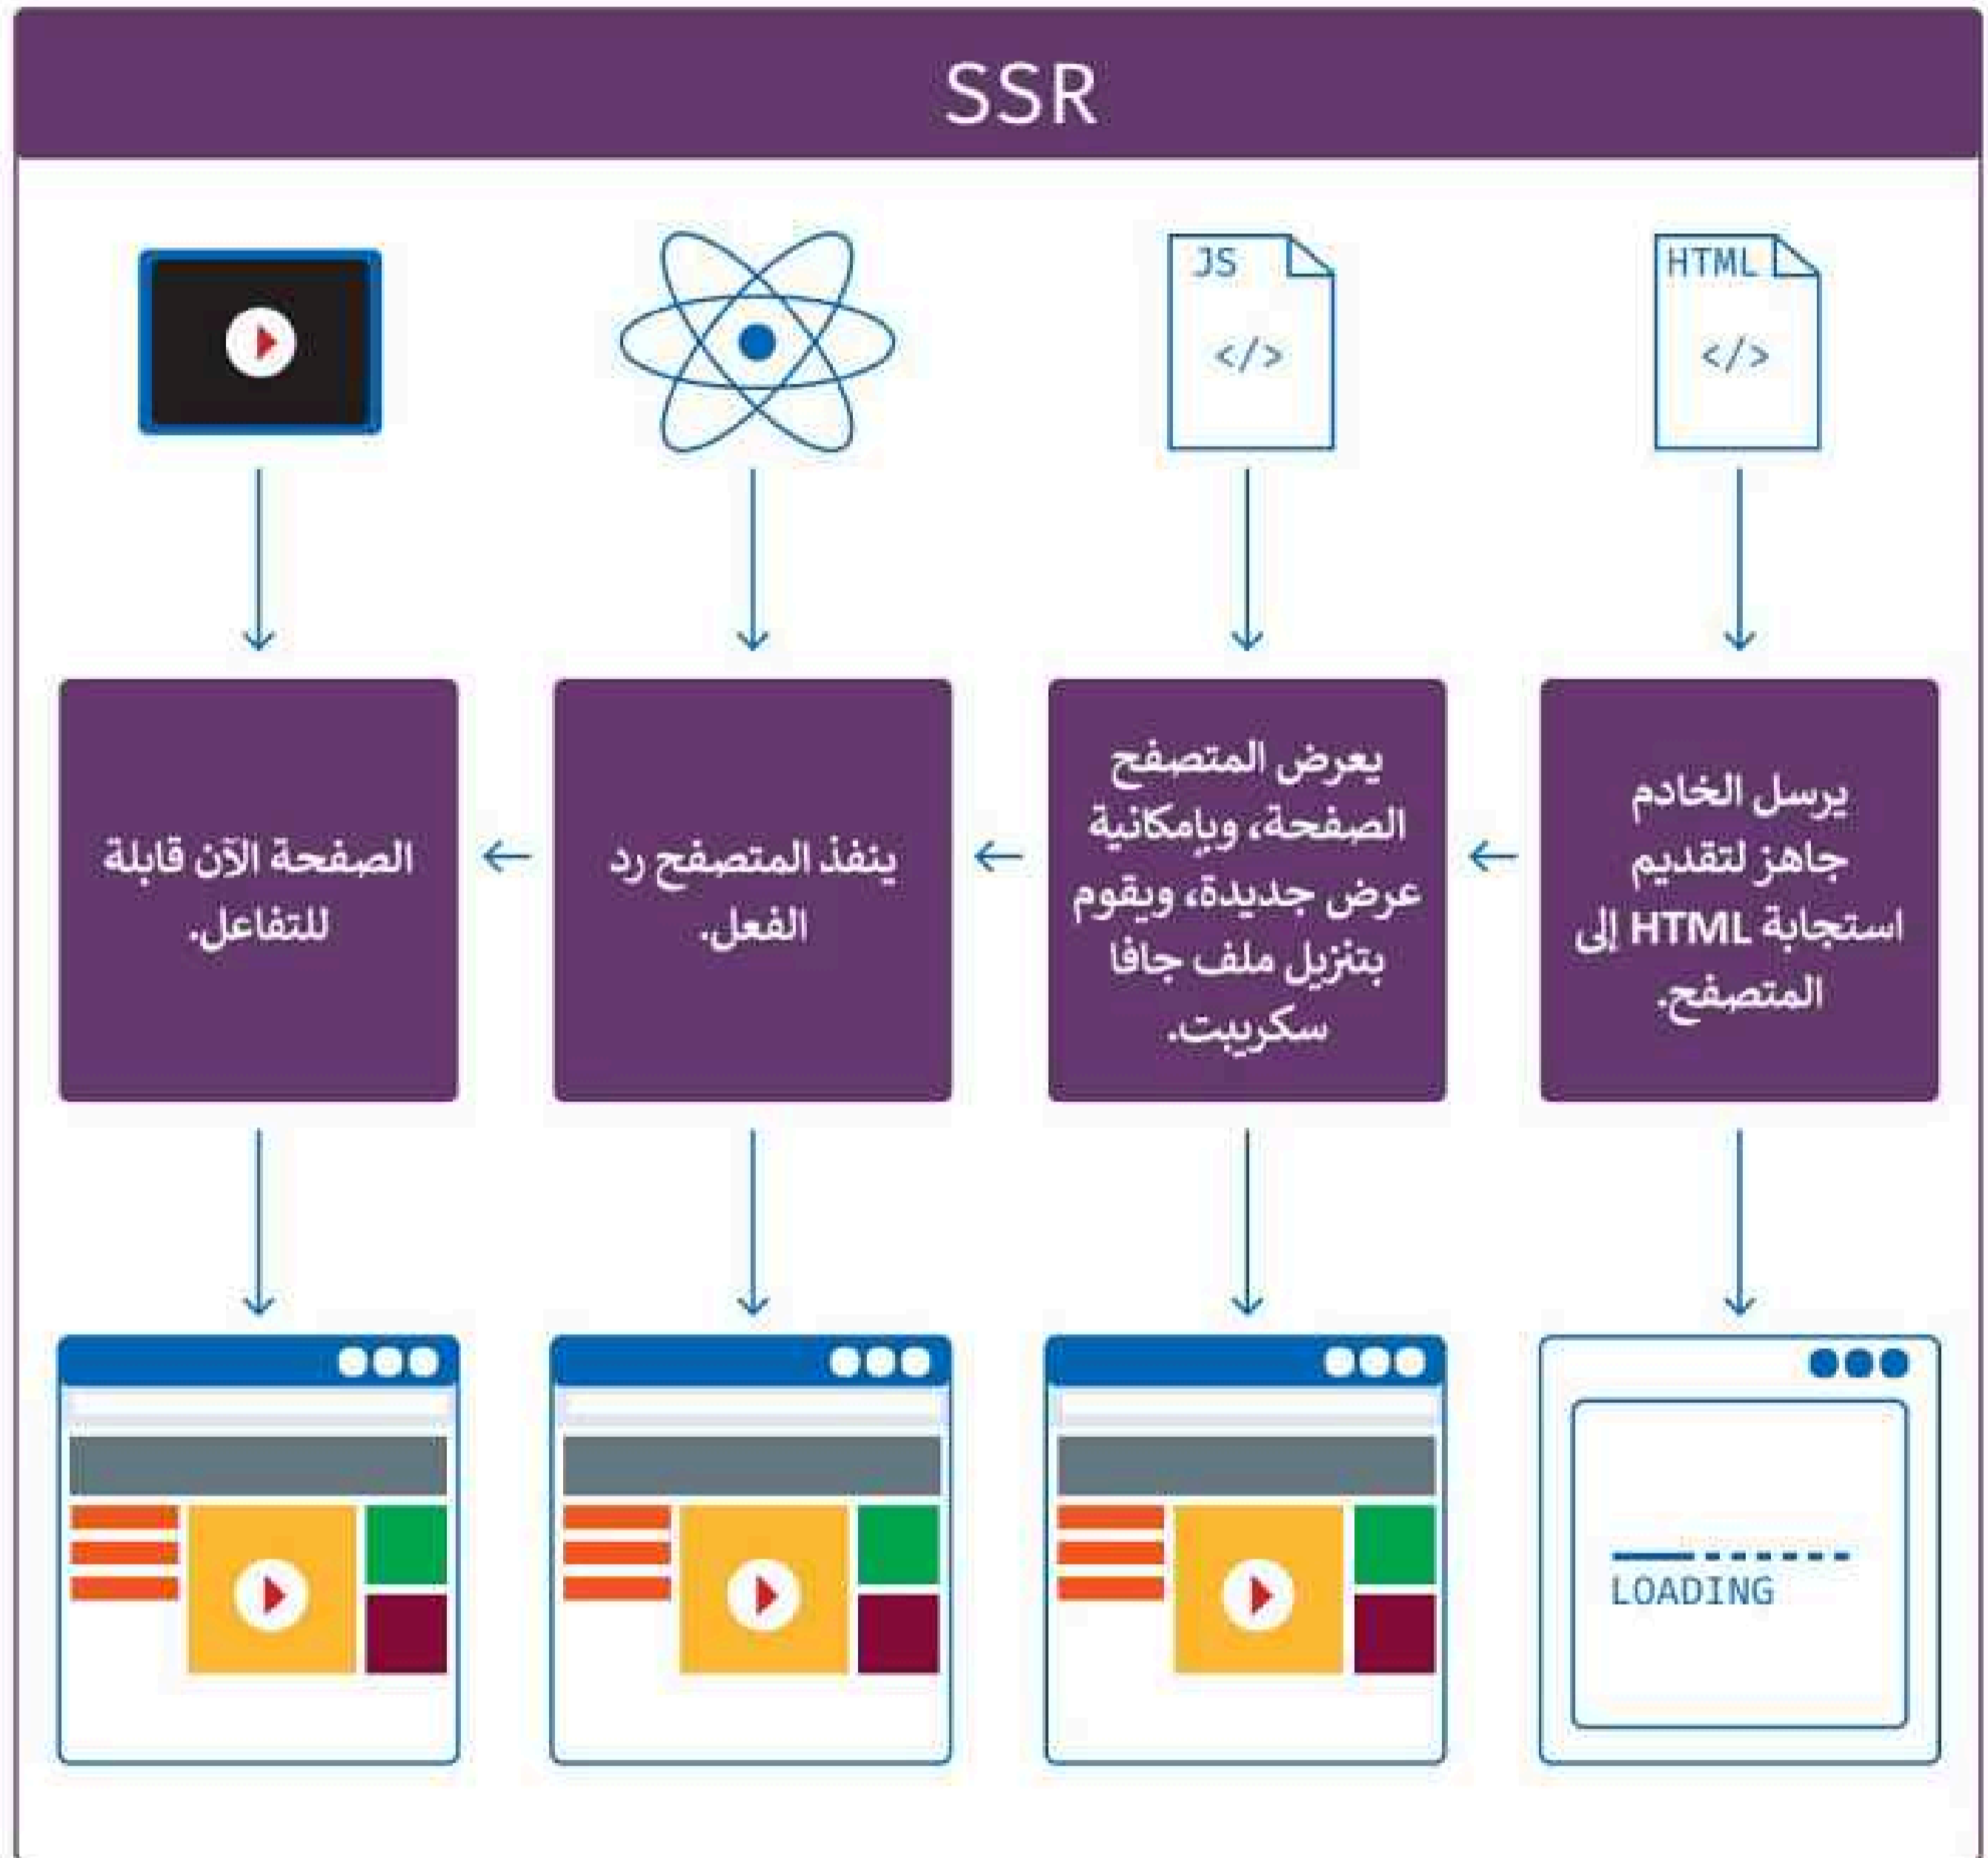 SSR
HTML
</>
JS
</>
يرسل الخادم
جاهز لتقديم
استجابة HTML إلى
المتصفح.
يعرض المتصفح
الصفحة، وبإمكانية
عرض جديدة، ويقوم
بتنزيل ملف جافا
سكريبت.
ينفذ المتصفح رد
الفعل.
الصفحة الآن قابلة
للتفاعل.
LOADING